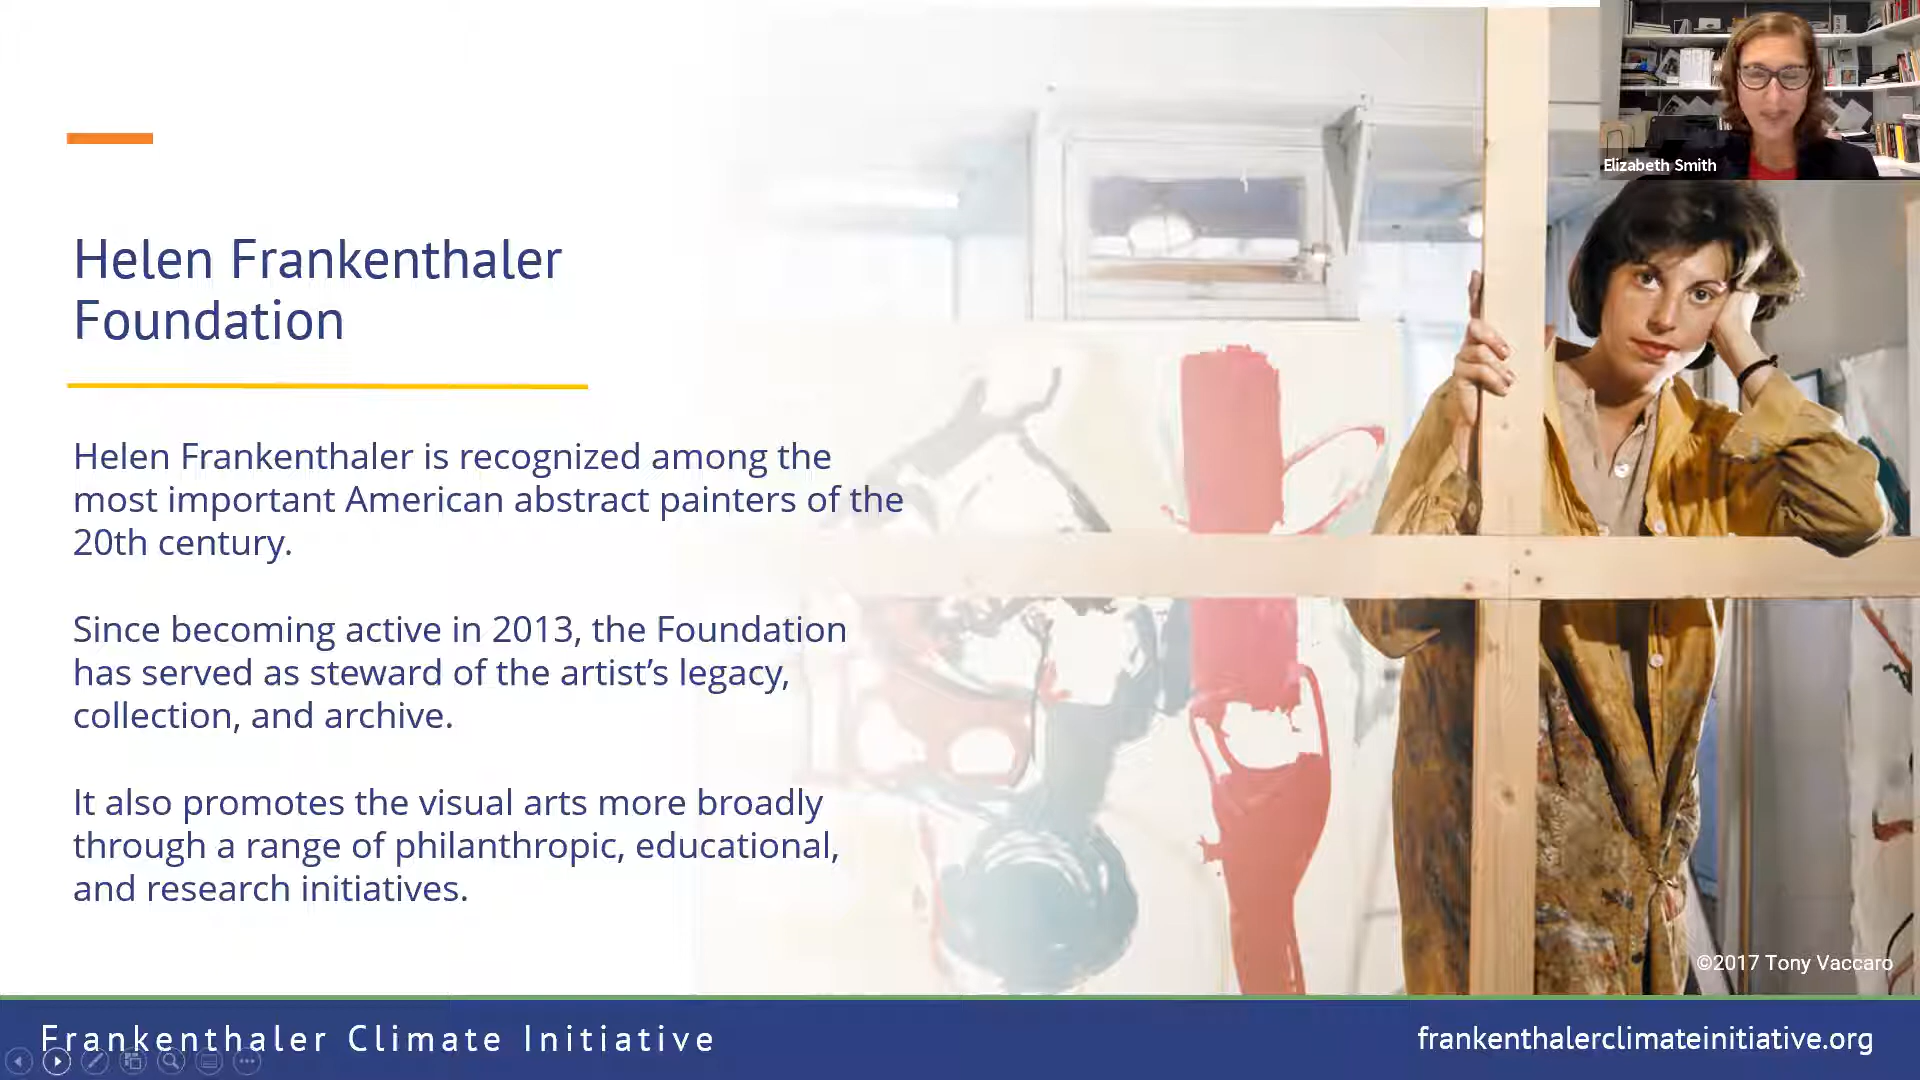 Elizabeth Smith
Helen Frankenthaler
Foundation
Helen Frankenthaler is recognized among the
most important American abstract painters of the
20th century.
Since becoming active in 2013, the Foundation
has served as steward of the artist’s legacy,
collection, and archive.
It also promotes the visual arts more broadly
through a range of philanthropic, educational,
and research initiatives.
©2017 Tony Vaccaro
Frankenthaler Climate Initiative
frankenthalerclimateinitiative.org